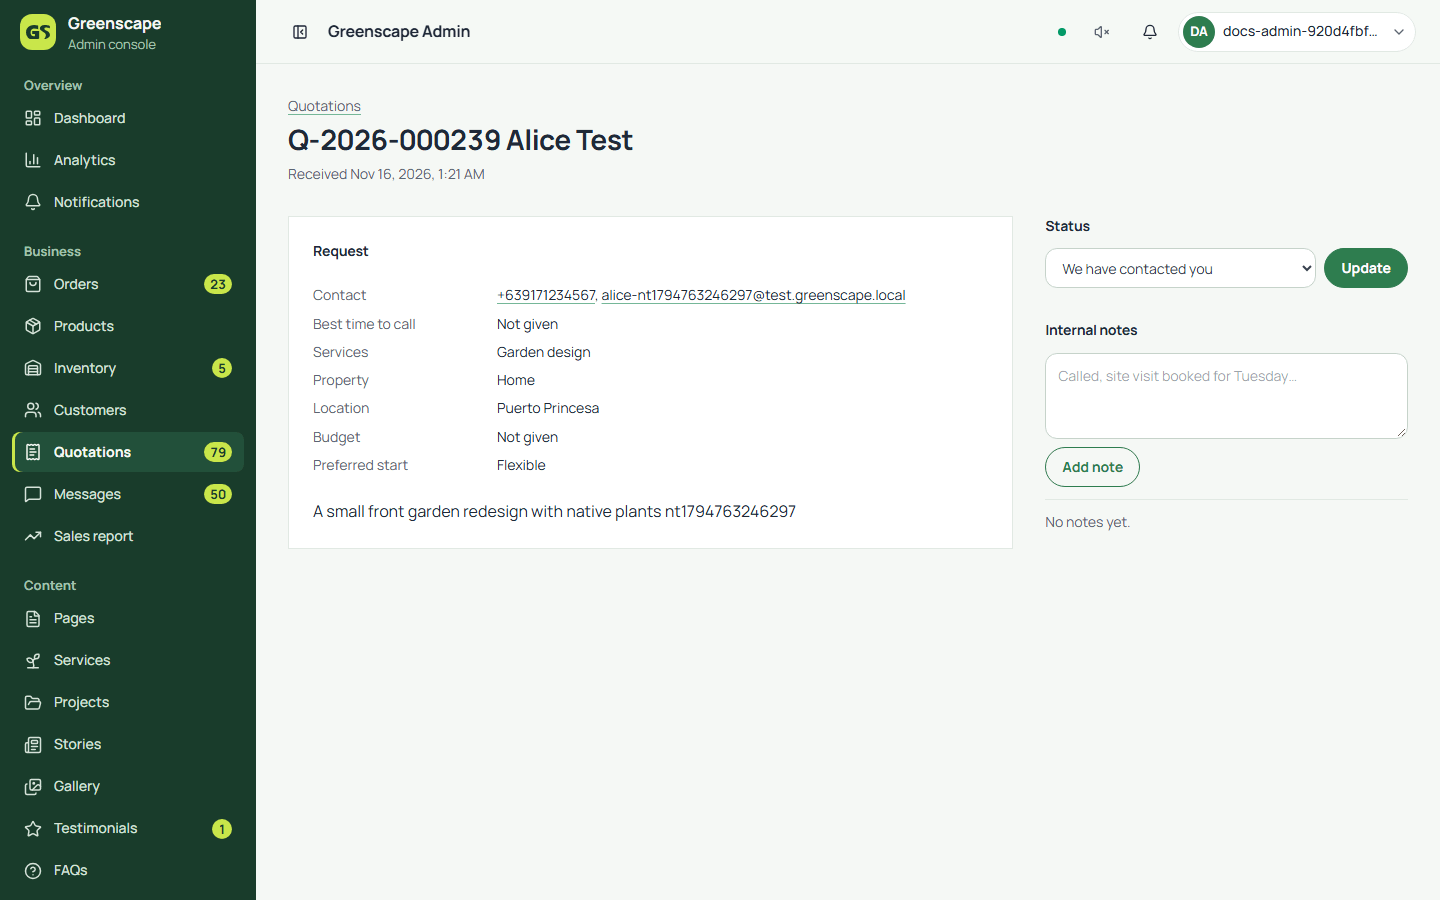 GS
Greenscape
Admin console
Overview
Dashboard
Analytics
Notifications
Business
Orders 23
Products
Inventory 5
Customers
Quotations 79
Messages 50
Sales report
Content
Pages
Services
Projects
Stories
Gallery
Testimonials 1
FAQs
Greenscape Admin
DA docs-admin-920d4fbf...
Quotations
Q-2026-000239 Alice Test
Received Nov 16, 2026, 1:21 AM
Request
Contact +639171234567, alice-nt1794763246297@test.greenscape.local
Best time to call Not given
Services Garden design
Property Home
Location Puerto Princesa
Budget Not given
Preferred start Flexible
A small front garden redesign with native plants nt1794763246297
Status
We have contacted you Update
Internal notes
Called, site visit booked for Tuesday...
Add note
No notes yet.